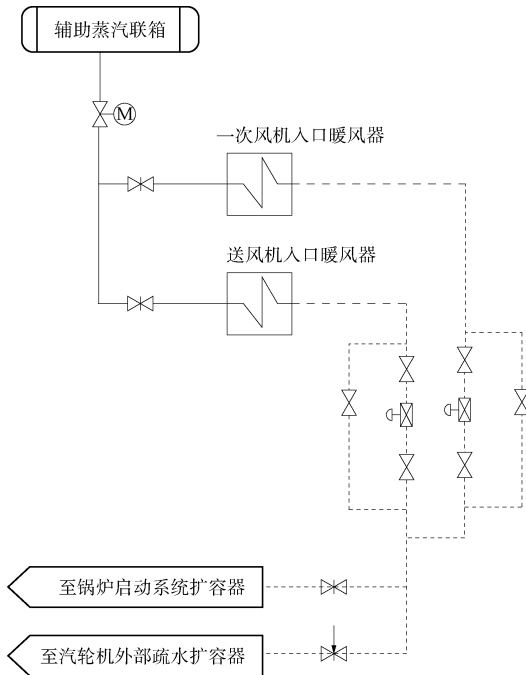 辅助蒸汽联箱
M
一次风机入口暖风器
送风机入口暖风器
至锅炉启动系统扩容器
至汽轮机外部疏水扩容器